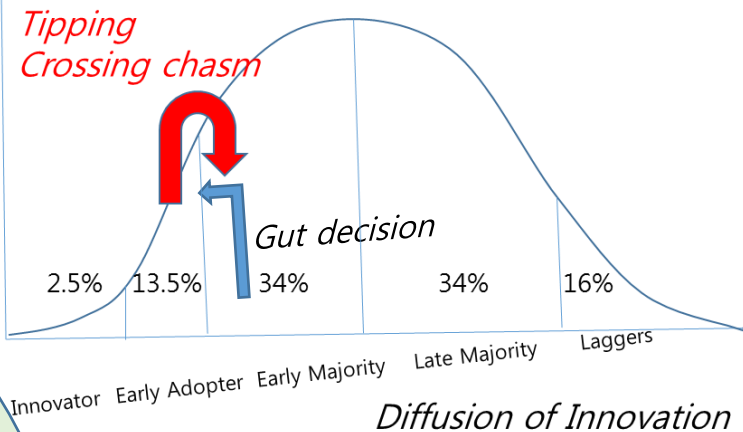 Tipping
Crossing chasm
Gut decision
2.5% 13.5% 34% 34% 16%
Innovator Early Adopter Early Majority Late Majority Laggers
Diffusion of Innovation